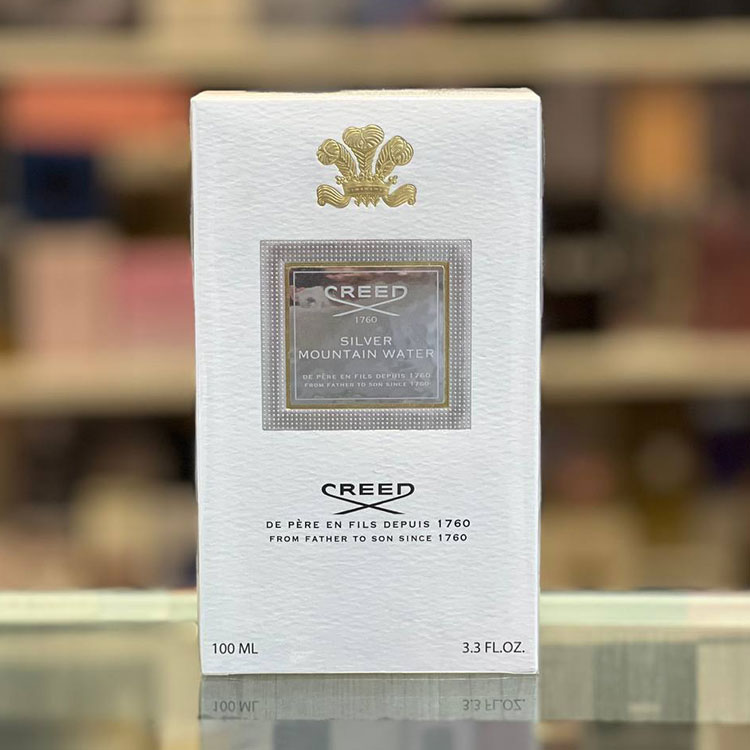 CREED
1760
SILVER
MOUNTAIN WATER
DE PÈRE EN FILS DEPUIS 1760
FROM FATHER TO SON SINCE 1760
CREED
DE PÈRE EN FILS DEPUIS 1760
FROM FATHER TO SON SINCE 1760
100 ML
3.3 FL.OZ.